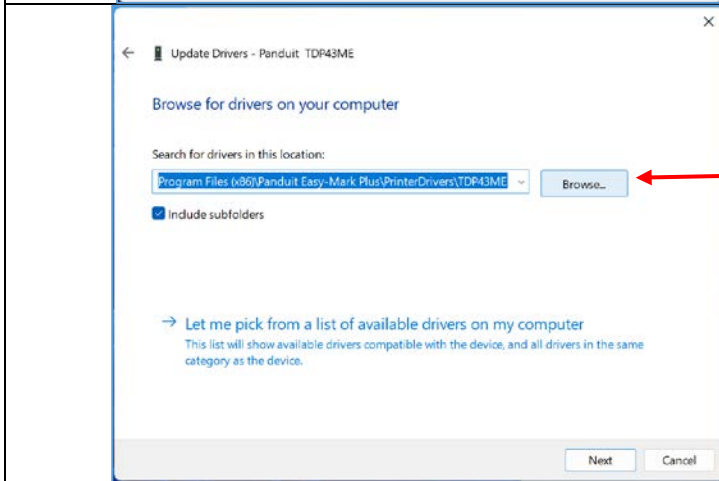 Update Drivers - Panduit TDP43ME
Browse for drivers on your computer
Search for drivers in this location:
Program Files (x86)\Panduit Easy-Mark Plus\PrinterDrivers\TDP43ME
Browse...
Include subfolders
Let me pick from a list of available drivers on my computer
This list will show available drivers compatible with the device, and all drivers in the same
category as the device.
Next Cancel